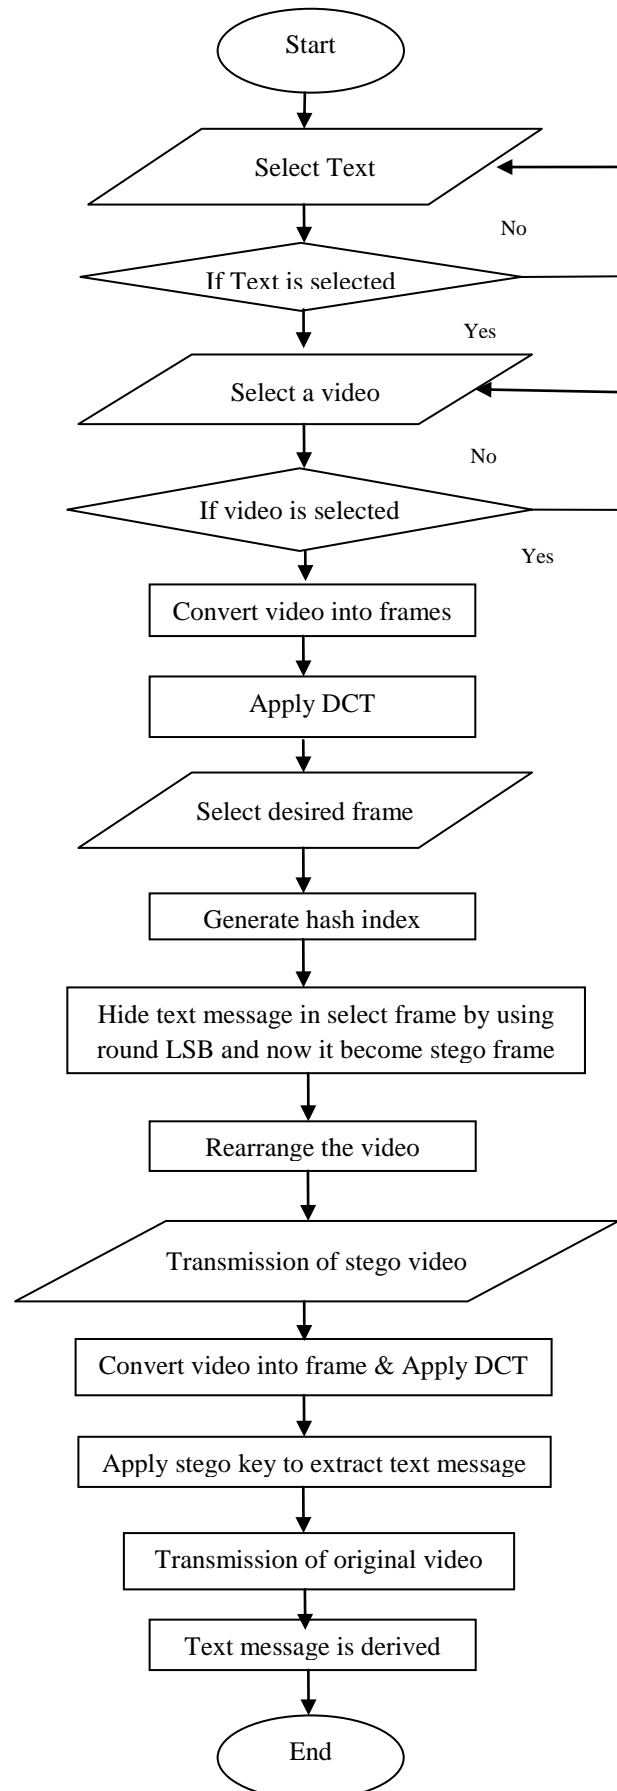 Start
Select Text
No
If Text is selected
Yes
Select a video
No
If video is selected
Yes
Convert video into frames
Apply DCT
Select desired frame
Generate hash index
Hide text message in select frame by using
round LSB and now it become stego frame
Rearrange the video
Transmission of stego video
Convert video into frame & Apply DCT
Apply stego key to extract text message
Transmission of original video
Text message is derived
End